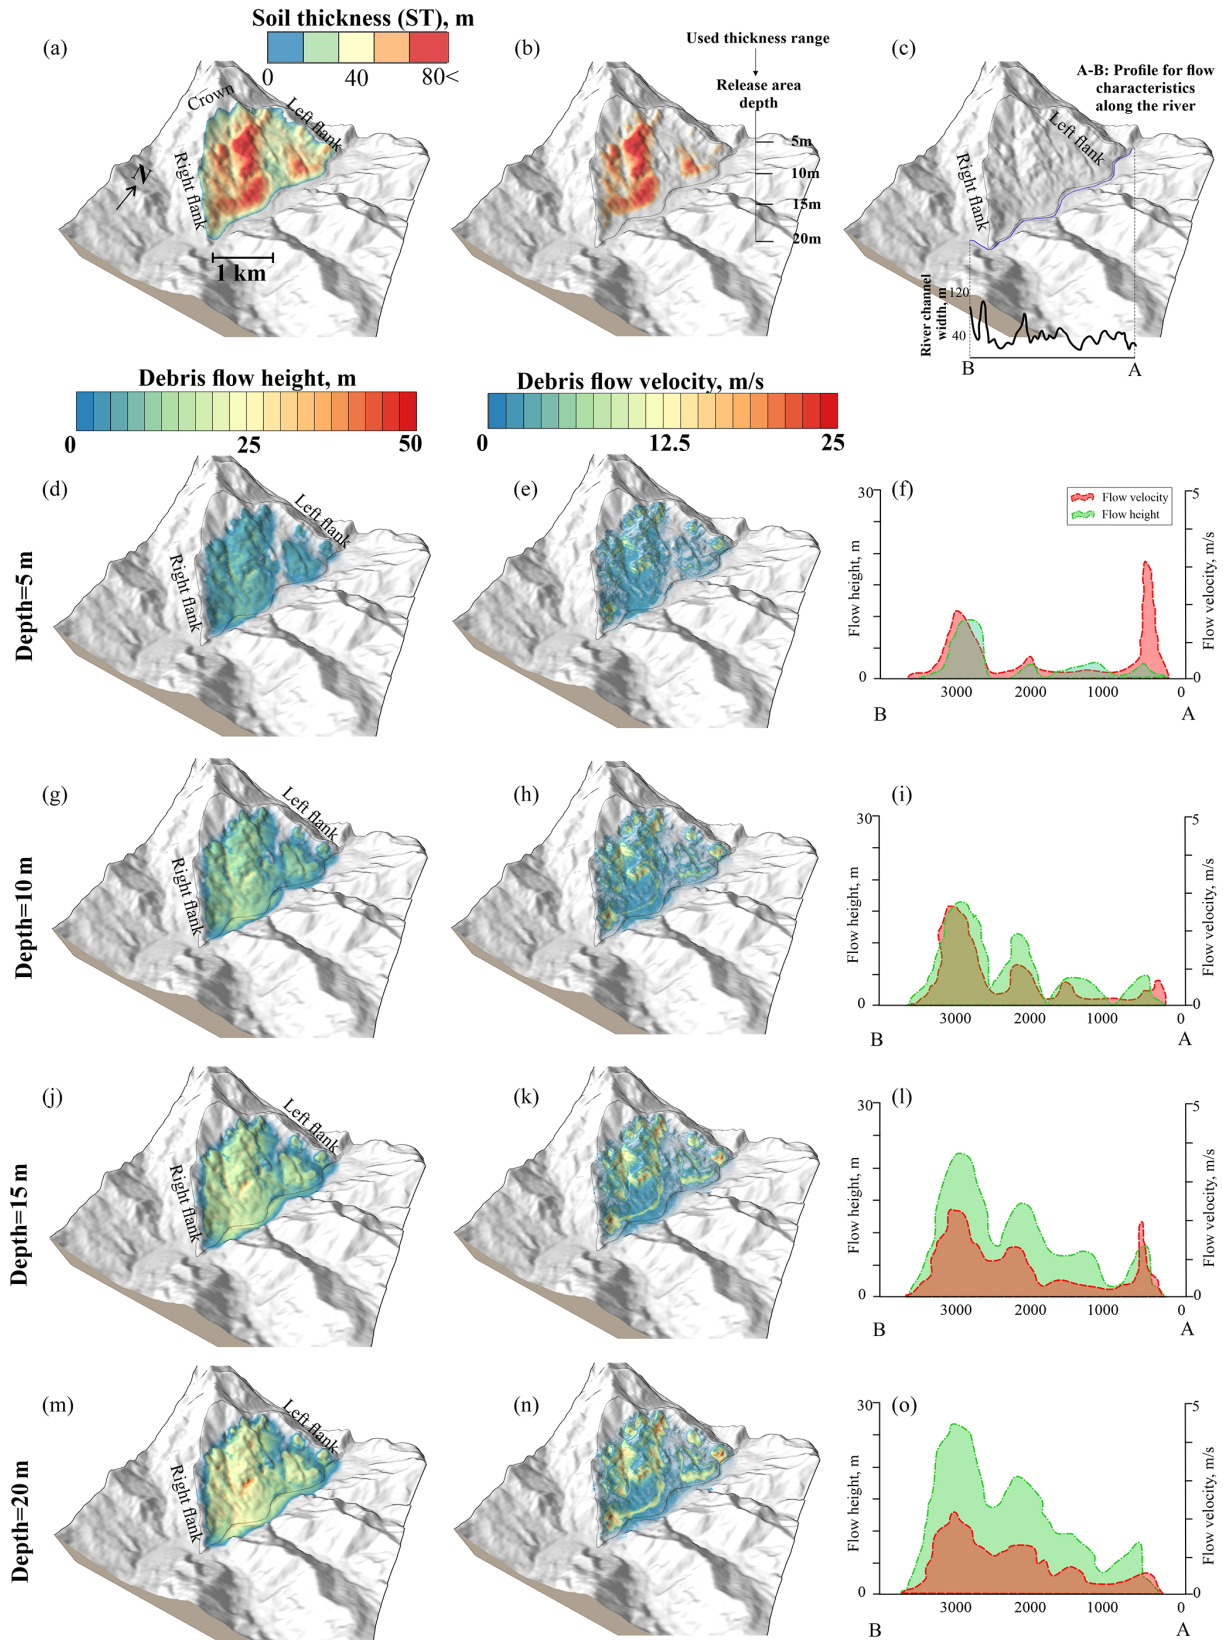 Soil thickness (ST), m
(a)
0
40
80<
Crown
Left flank
Right flank
N
1 km
(b)
Used thickness range
Release area
depth
5m
10m
15m
20m
(c)
A-B: Profile for flow
characteristics
along the river
Left flank
Right flank
River channel
width, m
120
40
B
A
Debris flow height, m
0
25
50
Debris flow velocity, m/s
0
12.5
25
Depth=5 m
(d)
Left flank
Right flank
(e)
(f)
30
5
Flow velocity
Flow height
Flow height, m
Flow velocity, m/s
0
3000
2000
1000
0
0
B
A
Depth=10 m
(g)
Left flank
Right flank
(h)
(i)
30
5
Flow height, m
Flow velocity, m/s
0
3000
2000
1000
0
0
B
A
Depth=15 m
(j)
Left flank
Right flank
(k)
(l)
30
5
Flow height, m
Flow velocity, m/s
0
3000
2000
1000
0
0
B
A
Depth=20 m
(m)
Left flank
Right flank
(n)
(o)
30
5
Flow height, m
Flow velocity, m/s
0
3000
2000
1000
0
0
B
A